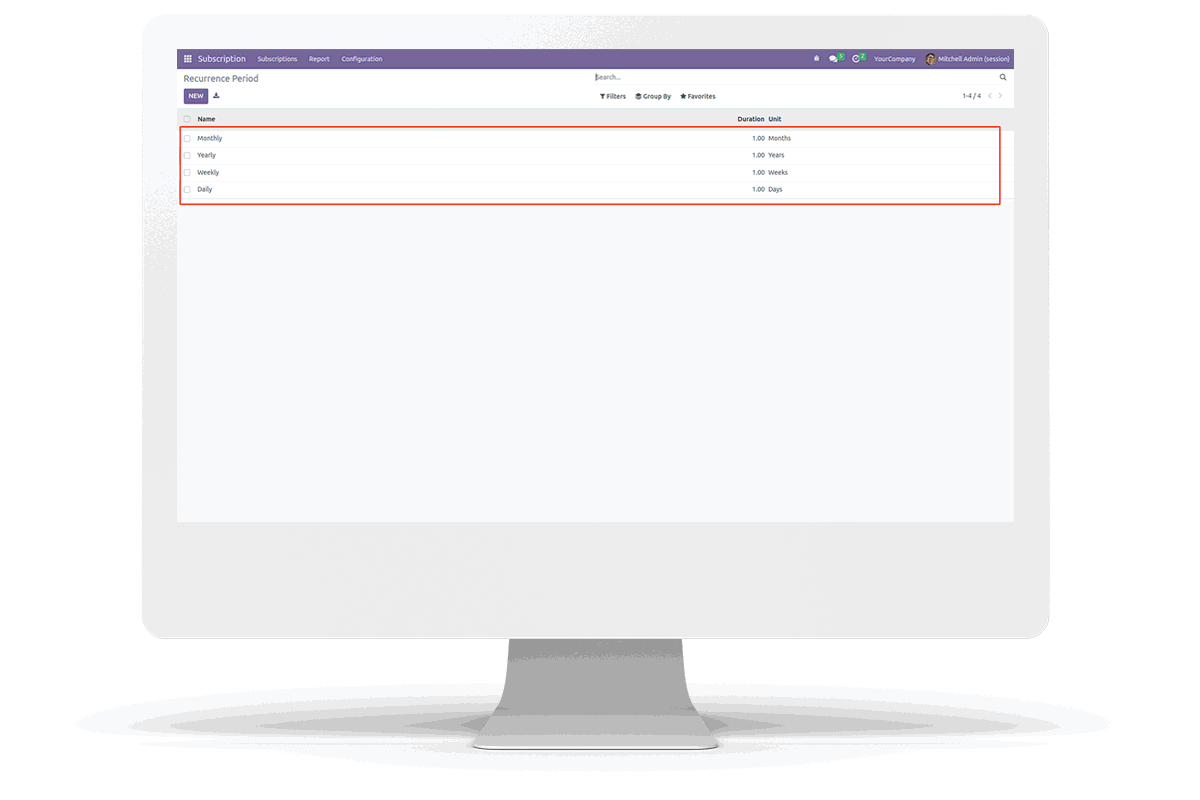 Subscription Subscriptions Report Configuration 5 2 YourCompany Mitchell Admin (session)
Recurrence Period Search...
NEW Filters Group By Favorites 1-4 / 4
Name Duration Unit
Monthly 1.00 Months
Yearly 1.00 Years
Weekly 1.00 Weeks
Daily 1.00 Days